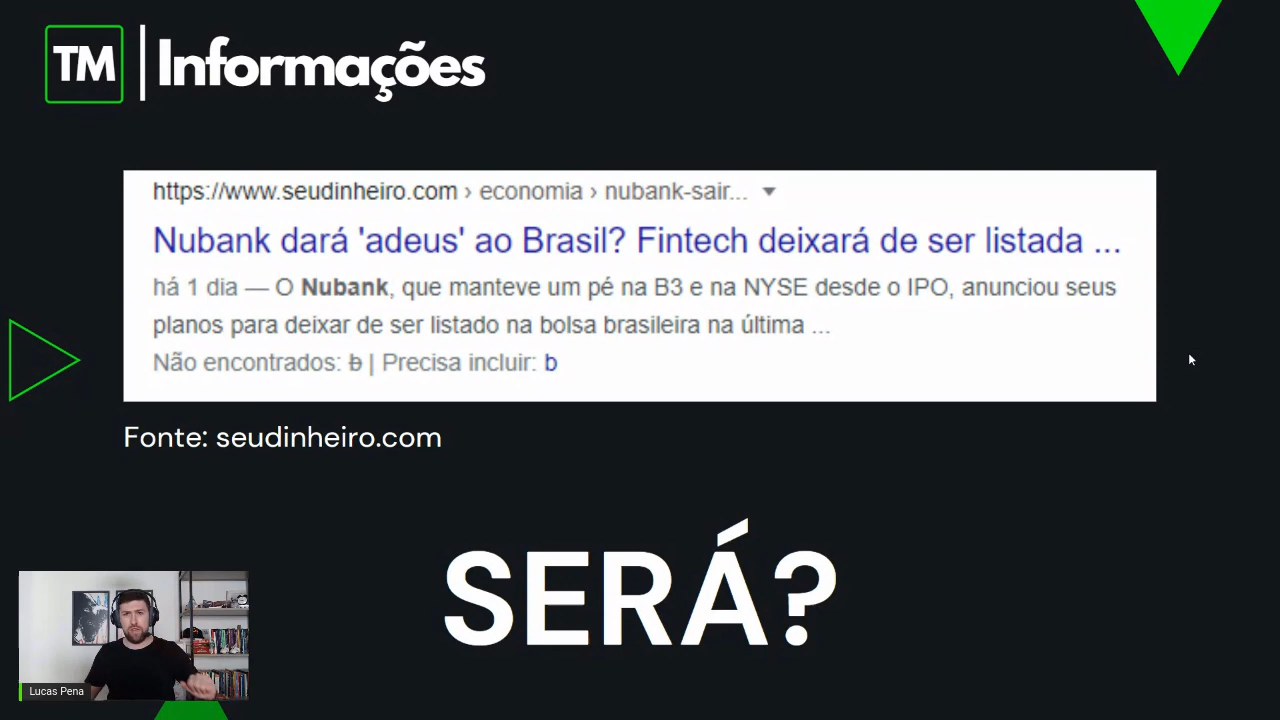 TM
Informações
https://www.seudinheiro.com › economia › nubank-sair...
Nubank dará 'adeus' ao Brasil? Fintech deixará de ser listada ...
há 1 dia — O Nubank, que manteve um pé na B3 e na NYSE desde o IPO, anunciou seus
planos para deixar de ser listado na bolsa brasileira na última ...
Não encontrados: b | Precisa incluir: b
Fonte: seudinheiro.com
SERÁ?
Lucas Pena